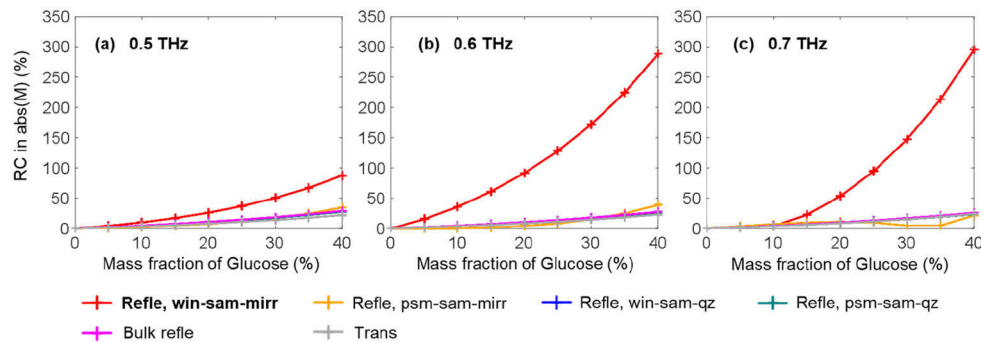 (a) 0.5 THz
(b) 0.6 THz
(c) 0.7 THz
RC in abs(M) (%)
350
300
250
200
150
100
50
0
0 10 20 30 40
Mass fraction of Glucose (%)
350
300
250
200
150
100
50
0
0 10 20 30 40
Mass fraction of Glucose (%)
350
300
250
200
150
100
50
0
0 10 20 30 40
Mass fraction of Glucose (%)
Refle, win-sam-mirr
Refle, psm-sam-mirr
Refle, win-sam-qz
Refle, psm-sam-qz
Bulk refle
Trans